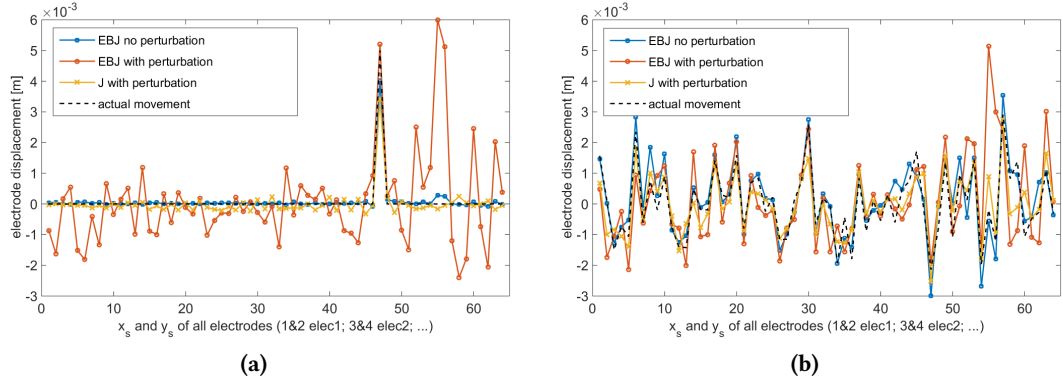 ×10⁻³
6
5
4
3
2
1
0
-1
-2
-3
electrode displacement [m]
EBJ no perturbation
EBJ with perturbation
J with perturbation
actual movement
0 10 20 30 40 50 60
x_s and y_s of all electrodes (1&2 elec1; 3&4 elec2; ...)
(a)
×10⁻³
6
5
4
3
2
1
0
-1
-2
-3
electrode displacement [m]
EBJ no perturbation
EBJ with perturbation
J with perturbation
actual movement
0 10 20 30 40 50 60
x_s and y_s of all electrodes (1&2 elec1; 3&4 elec2; ...)
(b)